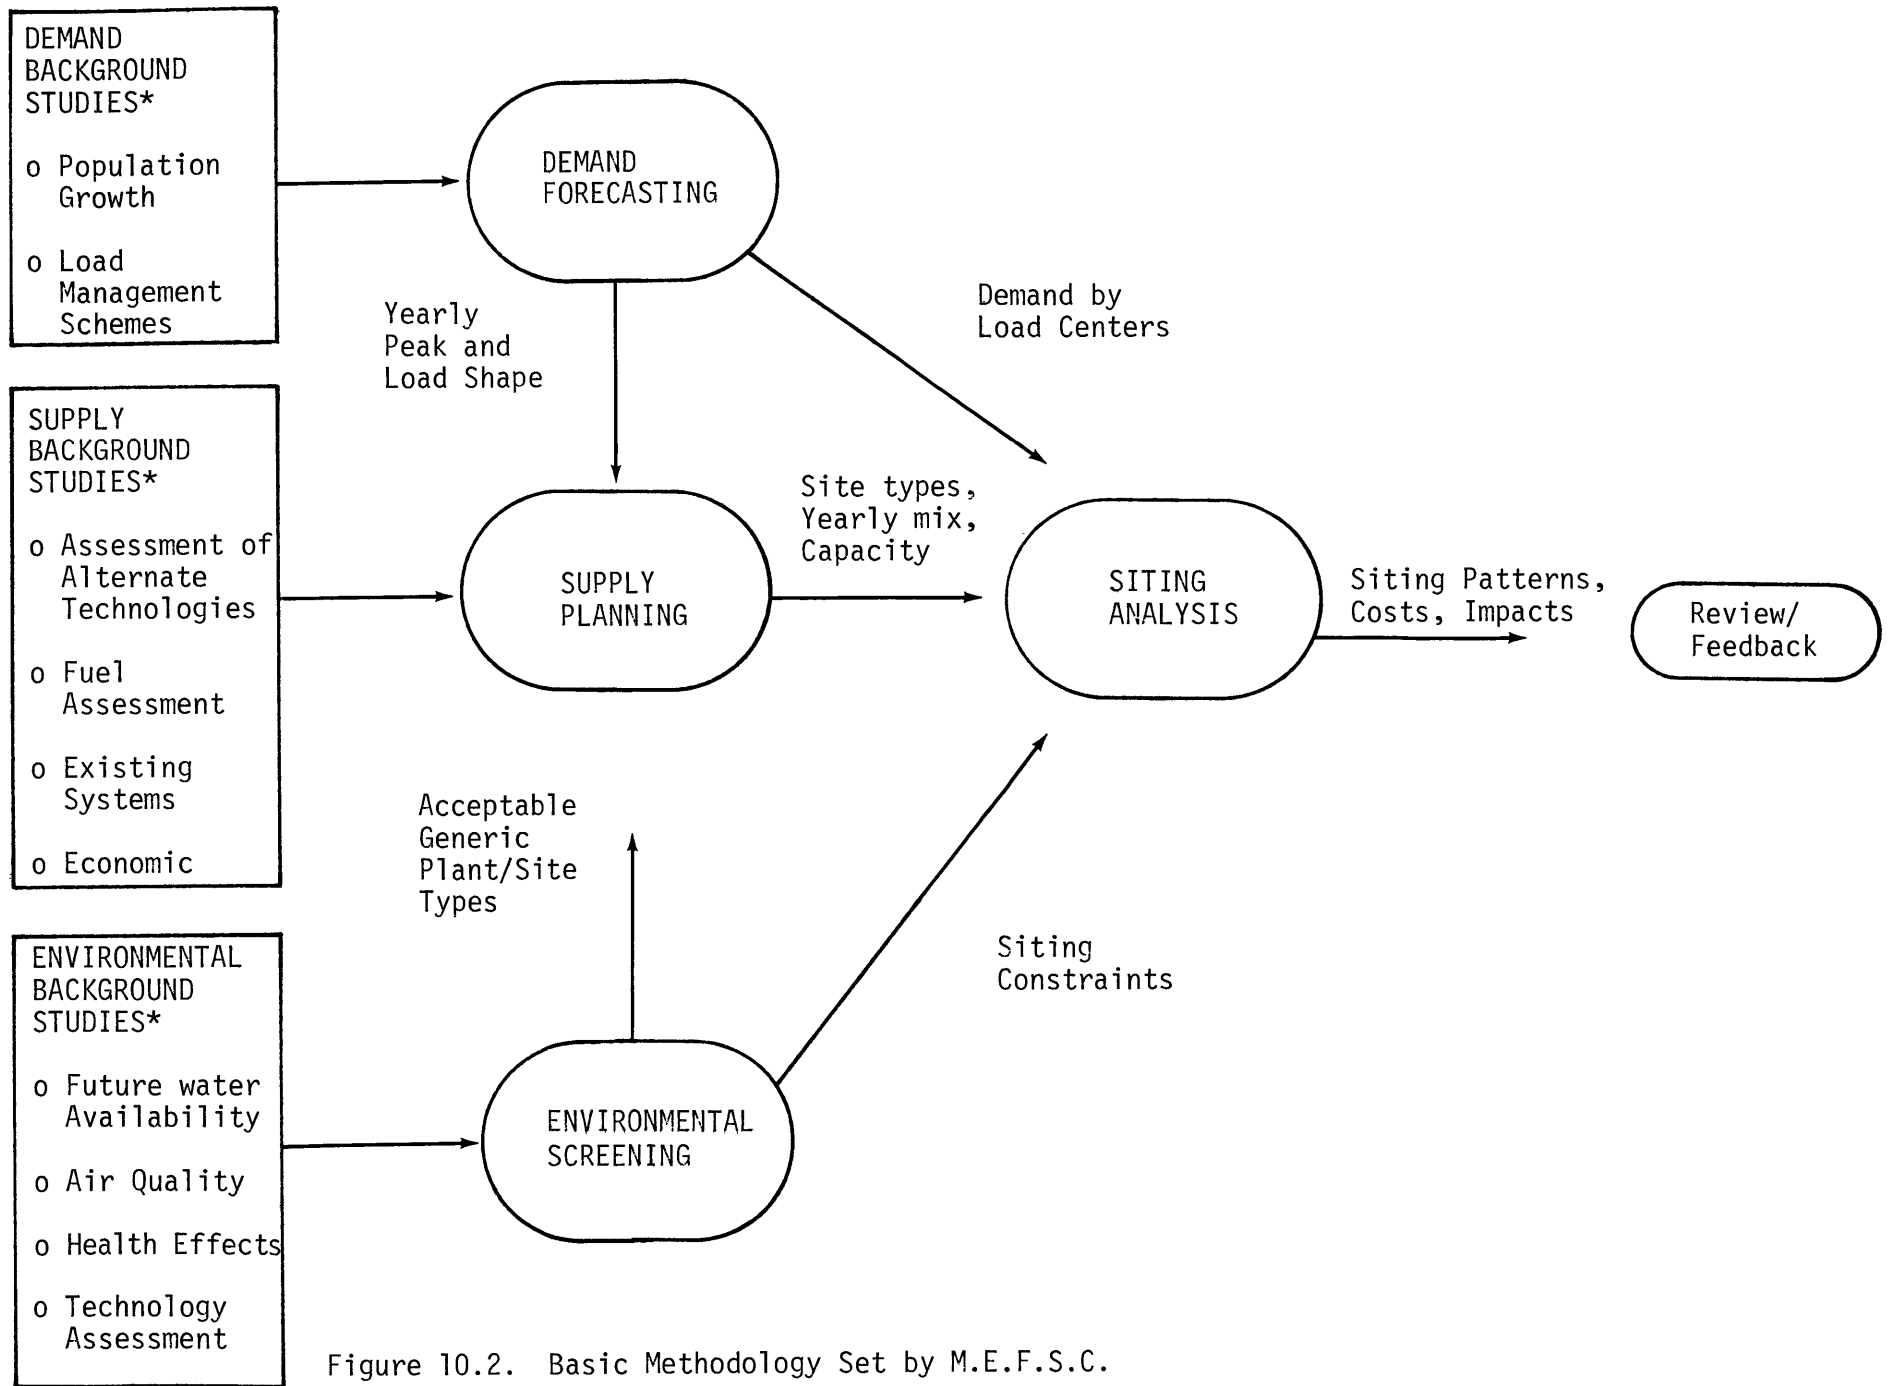 DEMAND
BACKGROUND
STUDIES*
o Population
Growth
o Load
Management
Schemes
DEMAND
FORECASTING
Yearly
Peak and
Load Shape
Demand by
Load Centers
SUPPLY
BACKGROUND
STUDIES*
o Assessment of
Alternate
Technologies
o Fuel
Assessment
o Existing
Systems
o Economic
SUPPLY
PLANNING
Site types,
Yearly mix,
Capacity
SITING
ANALYSIS
Siting Patterns,
Costs, Impacts
Review/
Feedback
Acceptable
Generic
Plant/Site
Types
Siting
Constraints
ENVIRONMENTAL
BACKGROUND
STUDIES*
o Future water
Availability
o Air Quality
o Health Effects
o Technology
Assessment
ENVIRONMENTAL
SCREENING
Figure 10.2. Basic Methodology Set by M.E.F.S.C.